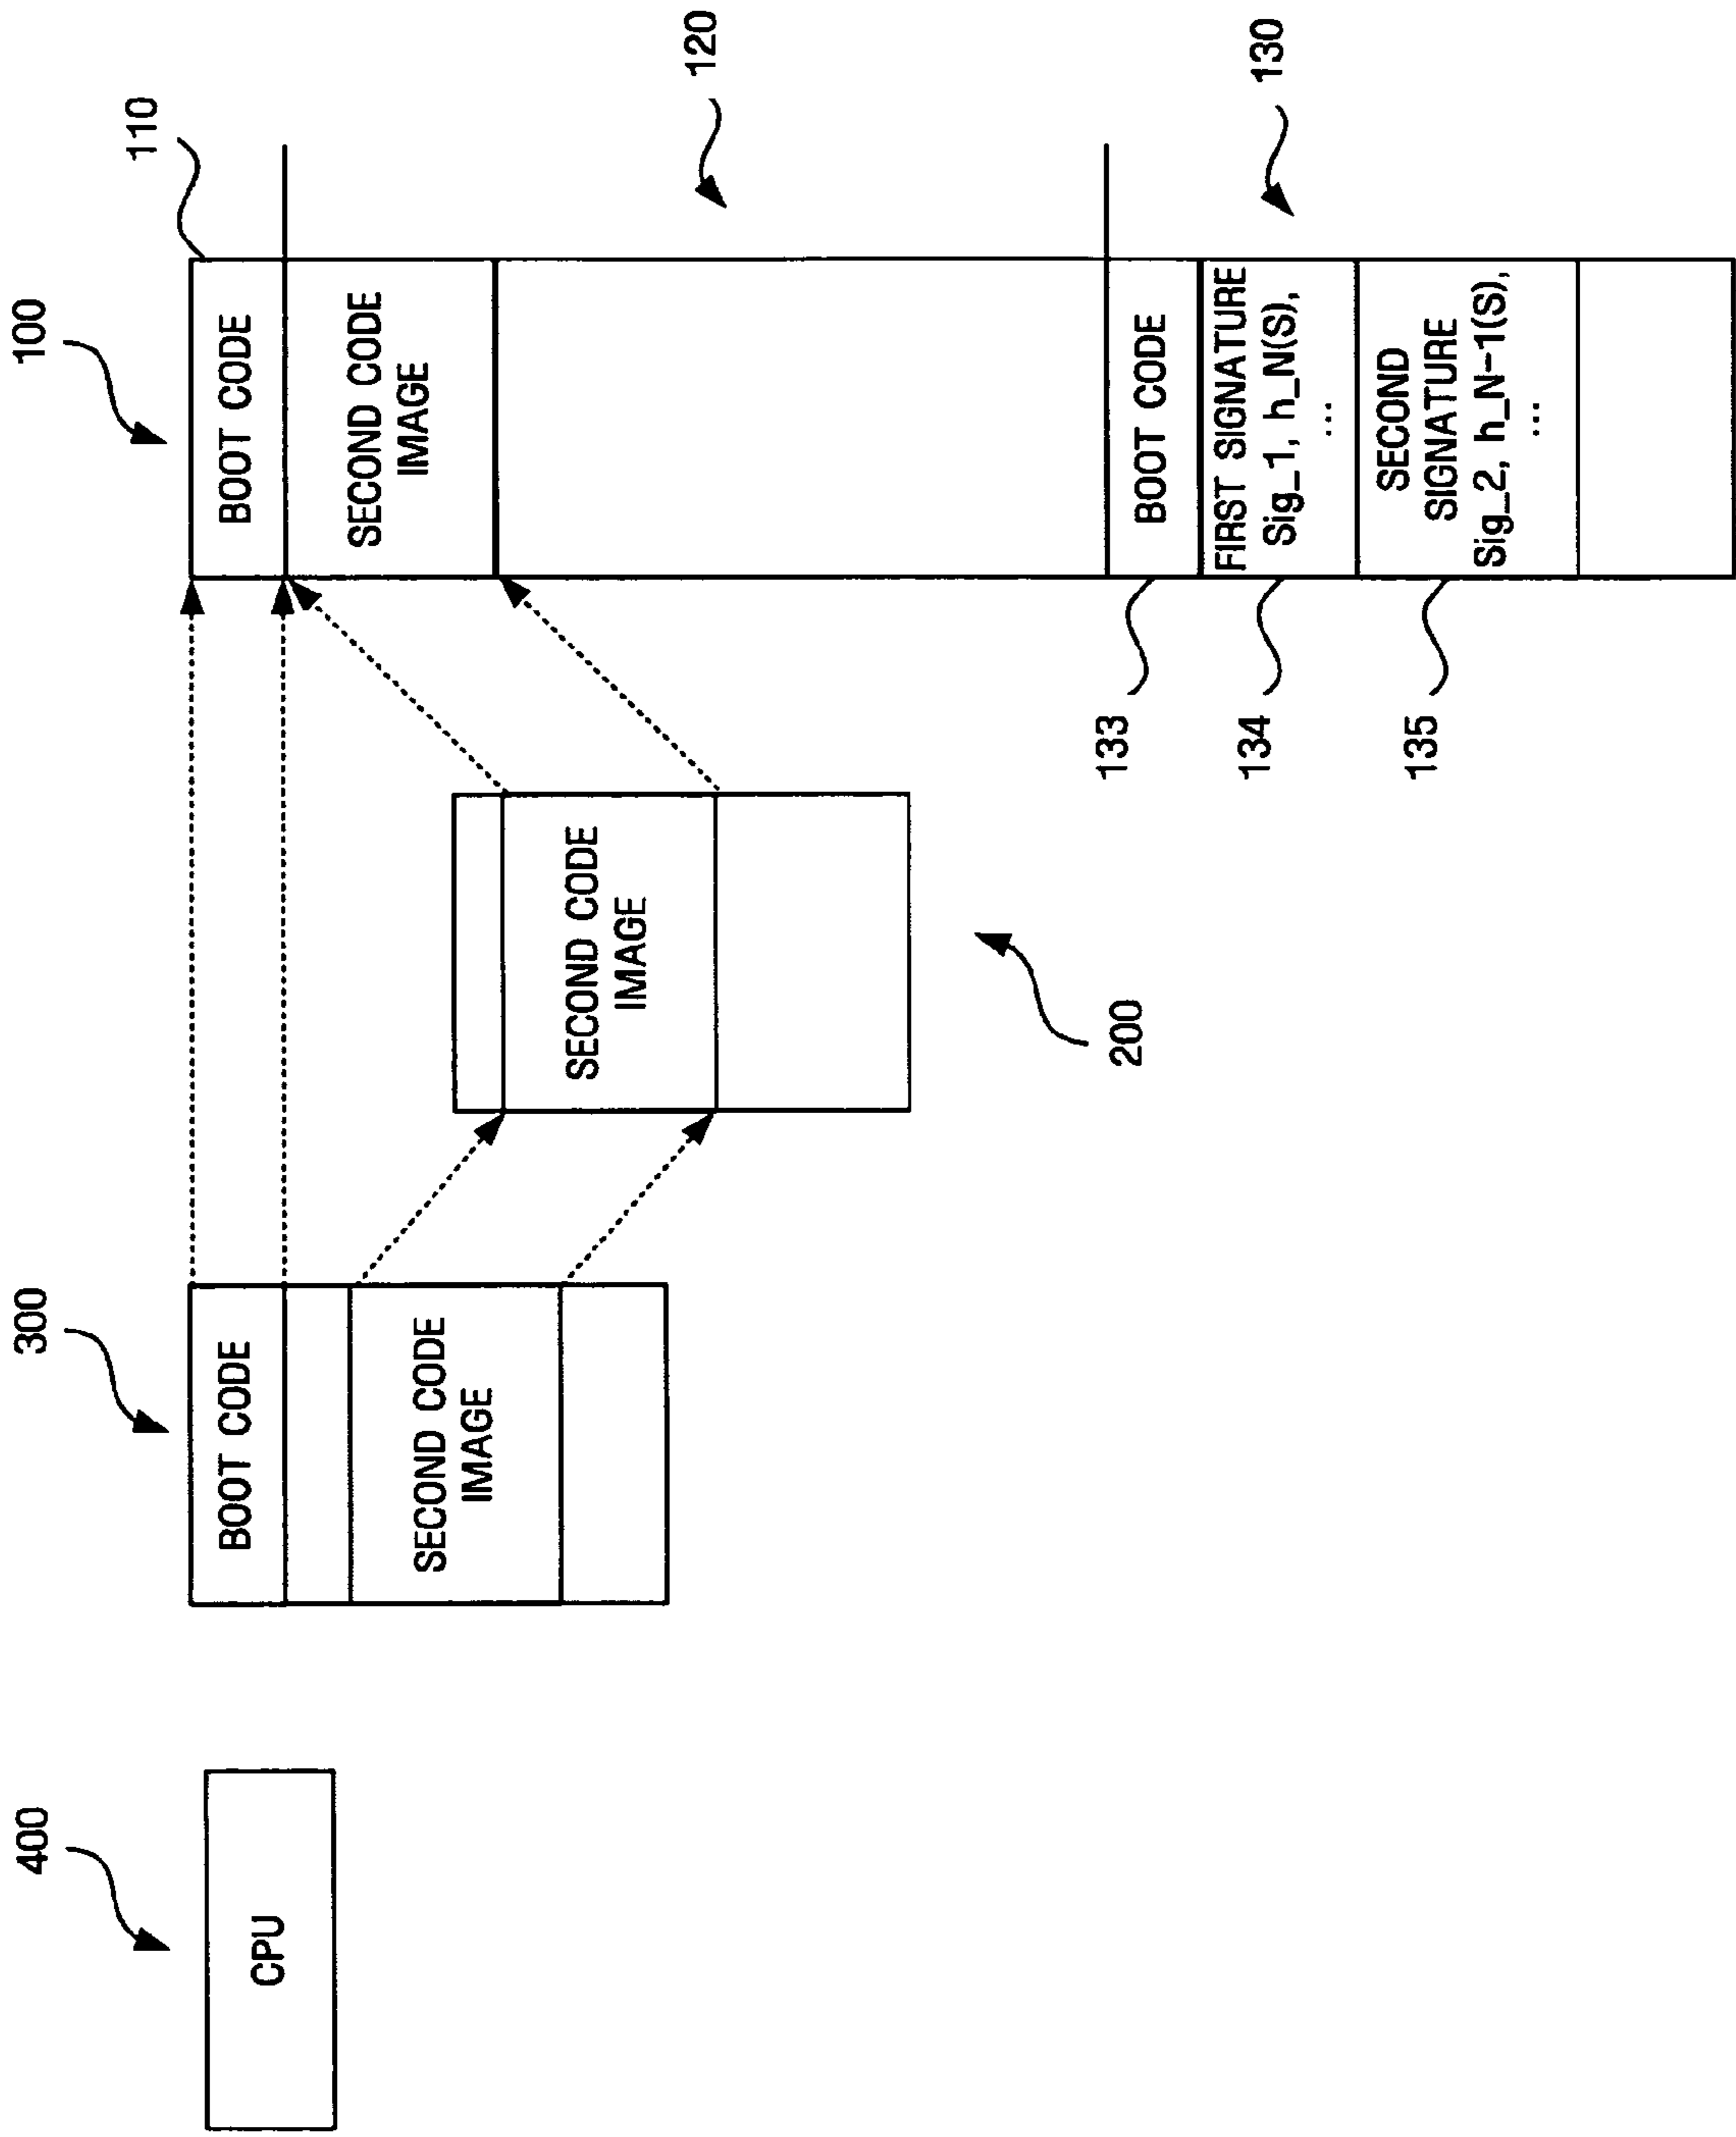 400
CPU
300
BOOT CODE
SECOND CODE
IMAGE
SECOND CODE
IMAGE
200
100
110
BOOT CODE
SECOND CODE
IMAGE
120
BOOT CODE
FIRST SIGNATURE
Sig_1, h_N(S),
...
SECOND
SIGNATURE
Sig_2, h_N-1(S),
...
130
133
134
135